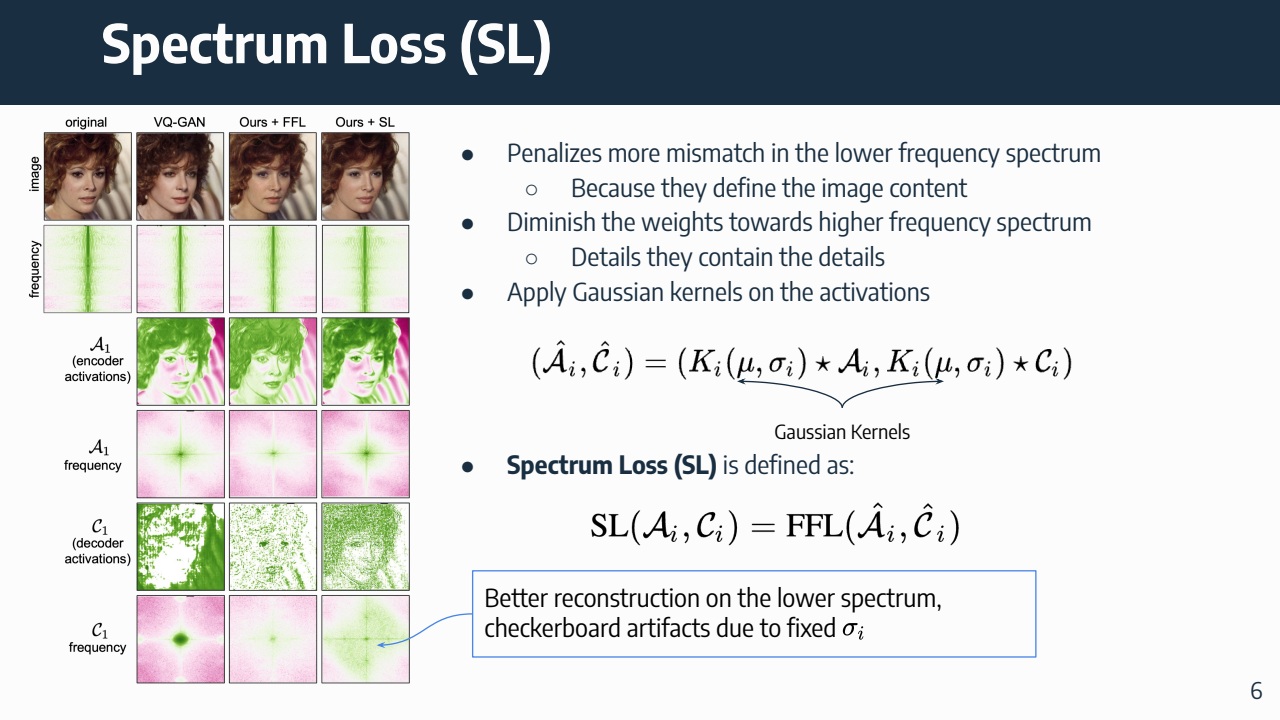 Spectrum Loss (SL)
original VQ-GAN Ours + FFL Ours + SL
image
frequency
𝒜₁
(encoder
activations)
𝒜₁
frequency
𝒞₁
(decoder
activations)
𝒞₁
frequency
● Penalizes more mismatch in the lower frequency spectrum
○ Because they define the image content
● Diminish the weights towards higher frequency spectrum
○ Details they contain the details
● Apply Gaussian kernels on the activations
(𝒜̂ᵢ, 𝒞̂ᵢ) = (Kᵢ(μ, σᵢ) ⋆ 𝒜ᵢ, Kᵢ(μ, σᵢ) ⋆ 𝒞ᵢ)
Gaussian Kernels
● Spectrum Loss (SL) is defined as:
SL(𝒜ᵢ, 𝒞ᵢ) = FFL(𝒜̂ᵢ, 𝒞̂ᵢ)
Better reconstruction on the lower spectrum,
checkerboard artifacts due to fixed σᵢ
6